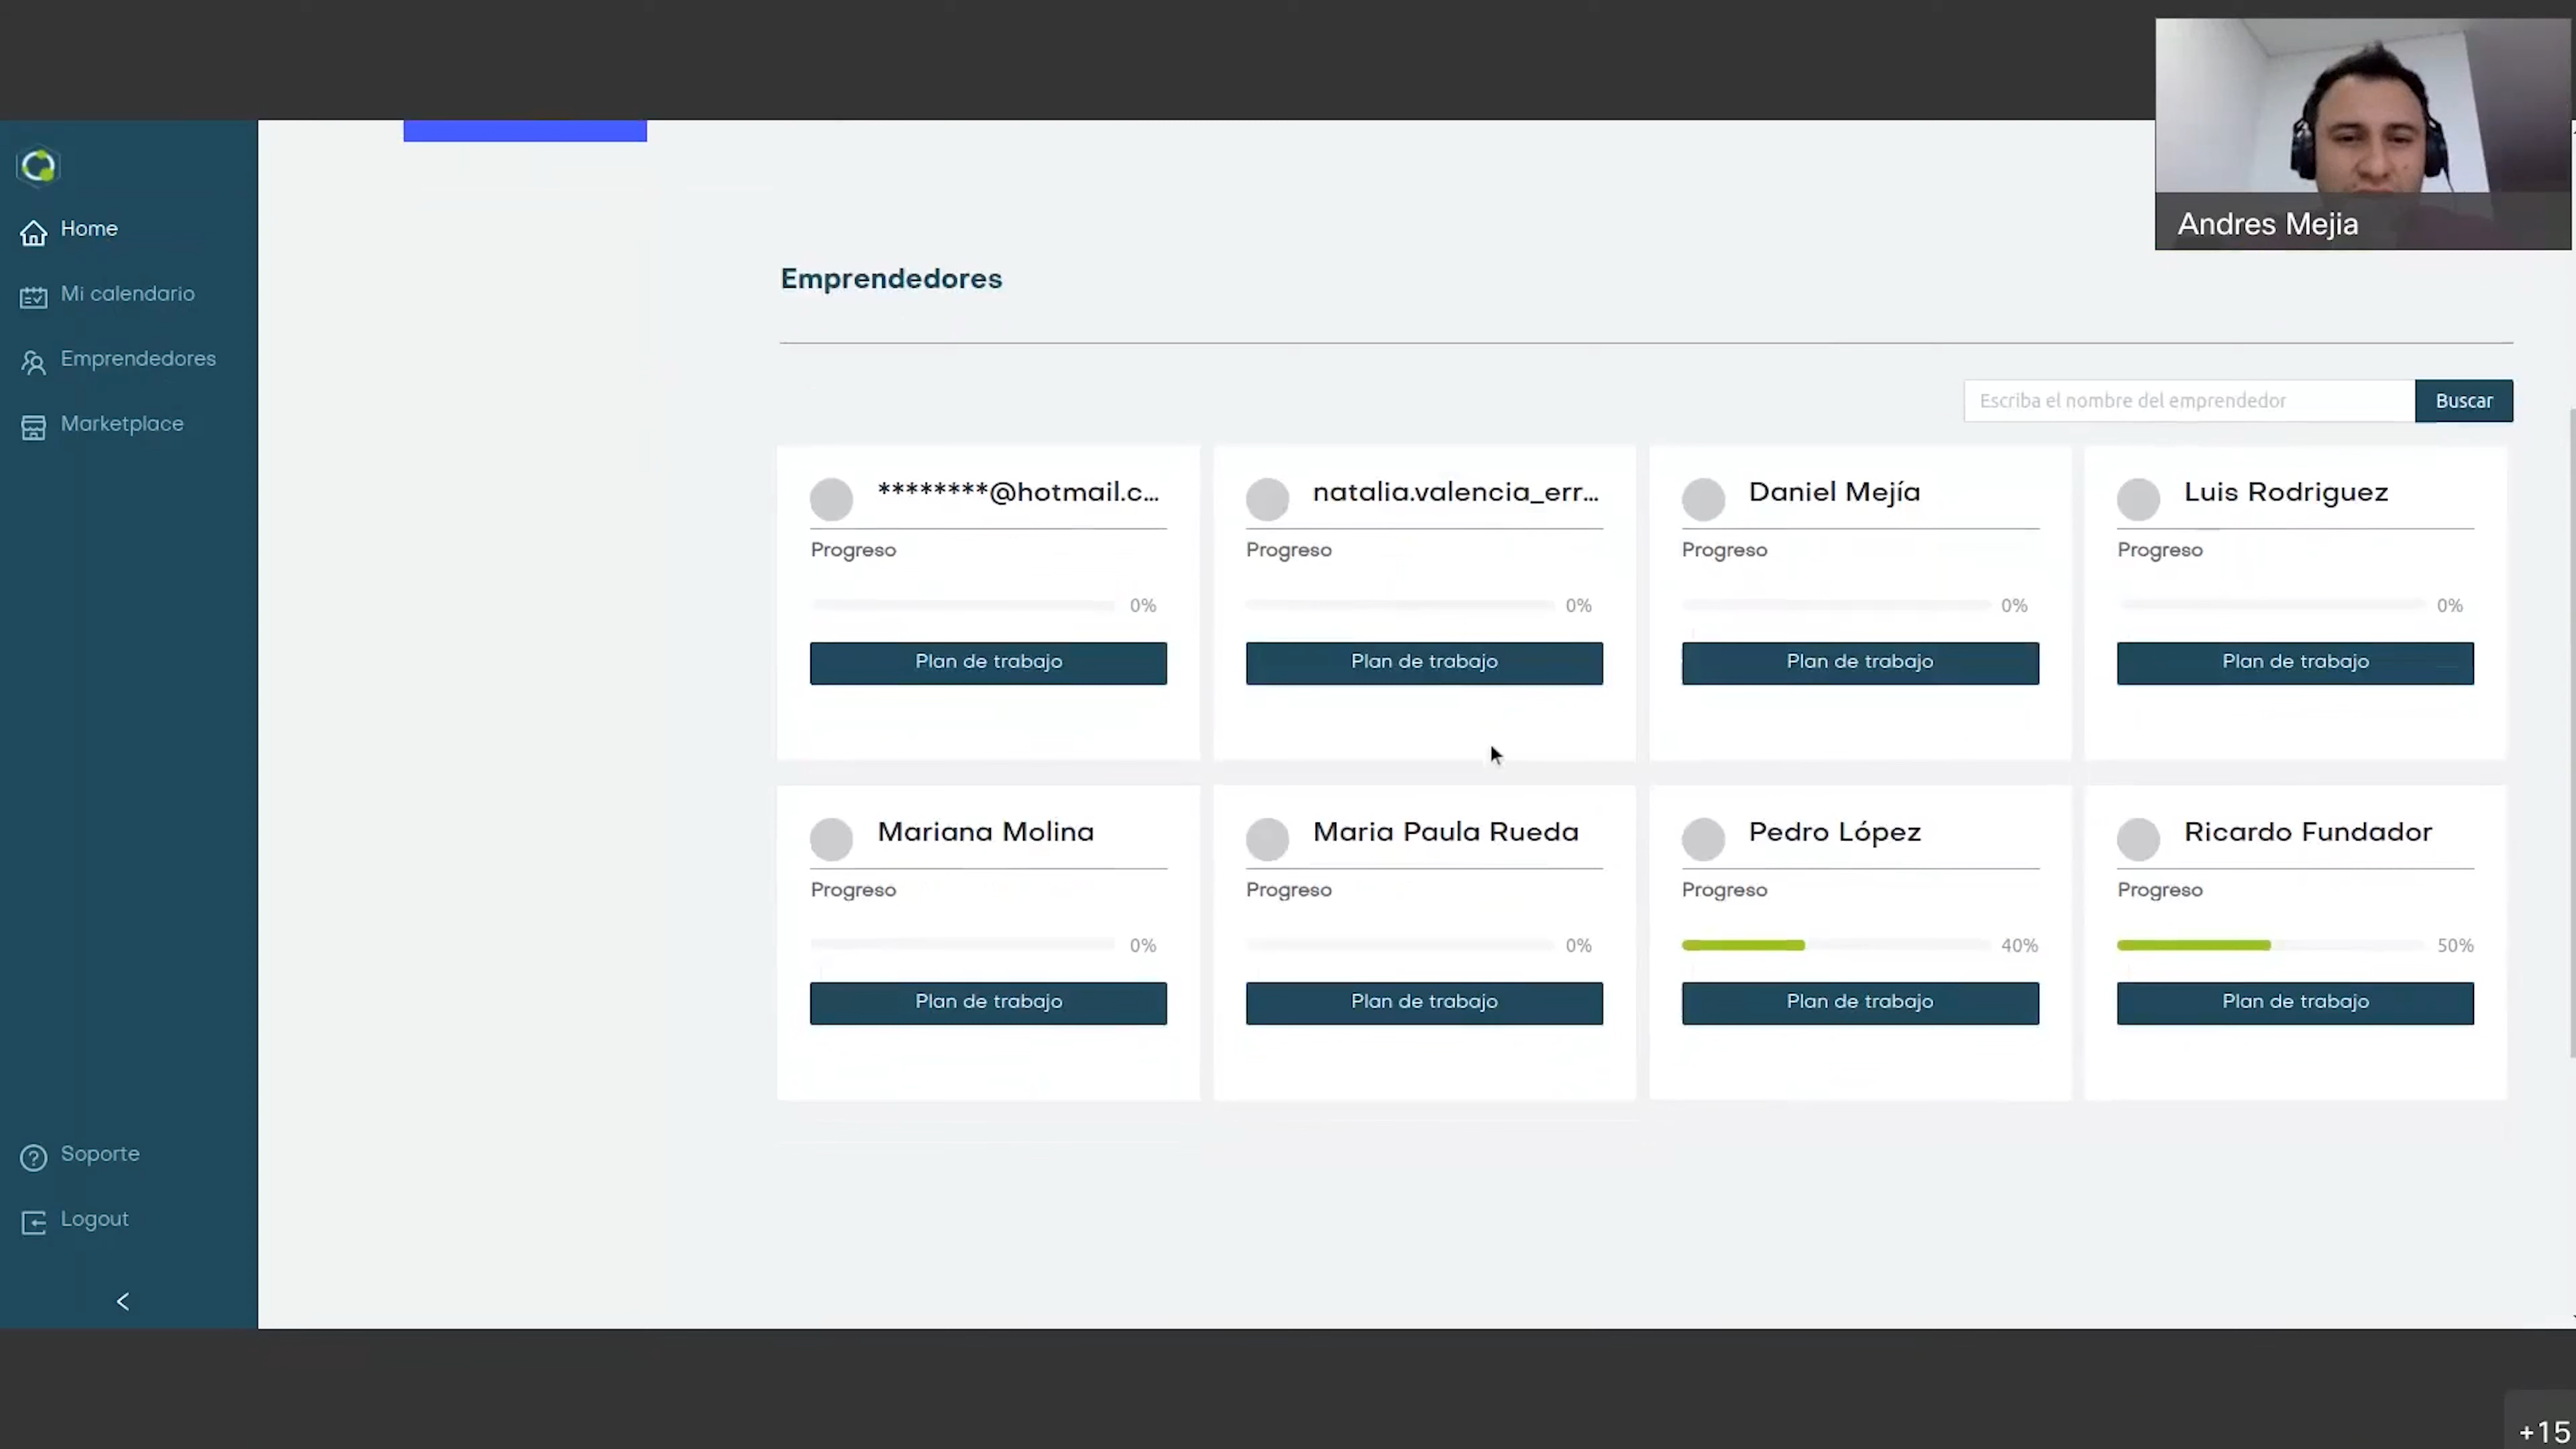 Andres Mejia
Home
Mi calendario
Emprendedores
Marketplace
Soporte
Logout
Emprendedores
Escriba el nombre del emprendedor
Buscar
********@hotmail.c...
Progreso
0%
Plan de trabajo
natalia.valencia_err...
Progreso
0%
Plan de trabajo
Daniel Mejía
Progreso
0%
Plan de trabajo
Luis Rodriguez
Progreso
0%
Plan de trabajo
Mariana Molina
Progreso
0%
Plan de trabajo
Maria Paula Rueda
Progreso
0%
Plan de trabajo
Pedro López
Progreso
40%
Plan de trabajo
Ricardo Fundador
Progreso
50%
Plan de trabajo
+15